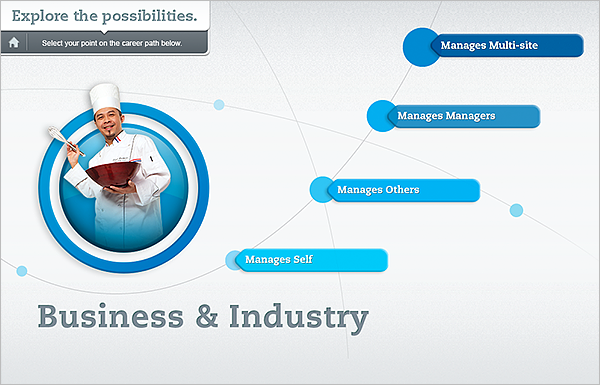 Explore the possibilities.
Select your point on the career path below.
Manages Multi-site
Manages Managers
Manages Others
Manages Self
Business & Industry